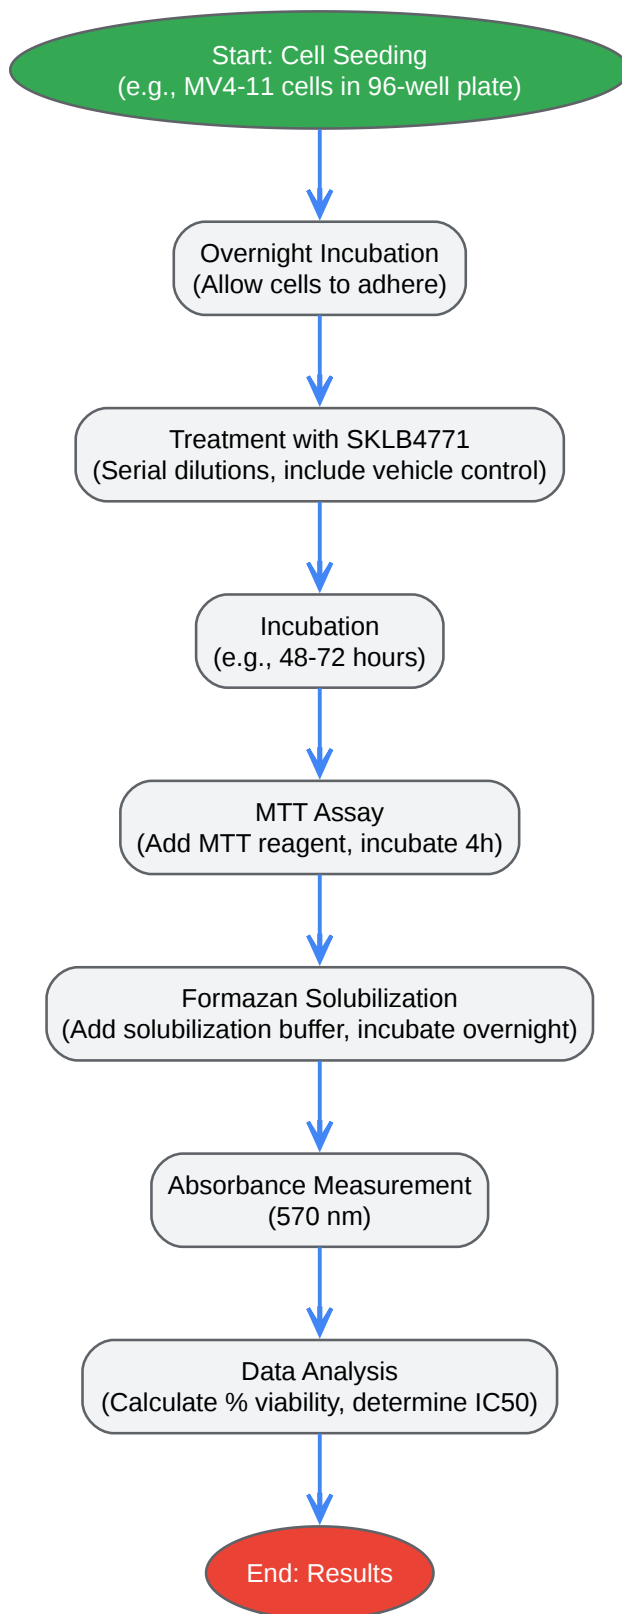 Start: Cell Seeding
(e.g., MV4-11 cells in 96-well plate)
Overnight Incubation
(Allow cells to adhere)
Treatment with SKLB4771
(Serial dilutions, include vehicle control)
Incubation
(e.g., 48-72 hours)
MTT Assay
(Add MTT reagent, incubate 4h)
Formazan Solubilization
(Add solubilization buffer, incubate overnight)
Absorbance Measurement
(570 nm)
Data Analysis
(Calculate % viability, determine IC50)
End: Results